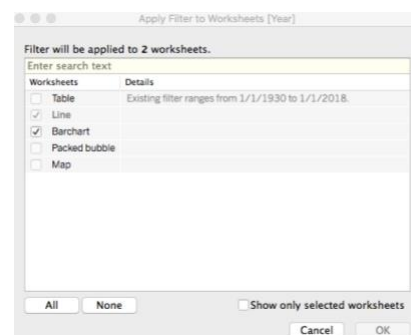 Apply Filter to Worksheets [Year]
Filter will be applied to 2 worksheets.
Enter search text
Worksheets Details
Table Existing filter ranges from 1/1/1930 to 1/1/2018.
Line
Barchart
Packed bubble
Map
All None Show only selected worksheets
Cancel OK